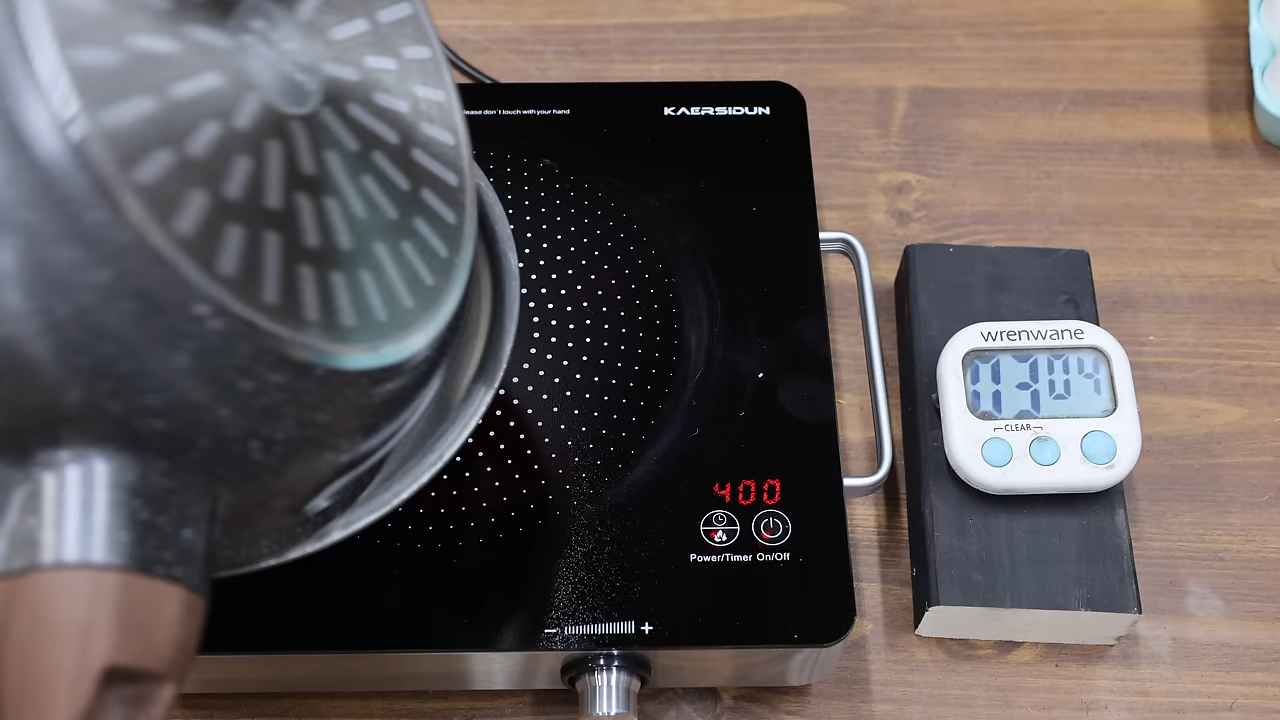 lease don't touch with your hand
KAERSIDUN
wrenwane
CLEAR
400
Power/Timer On/Off
− +